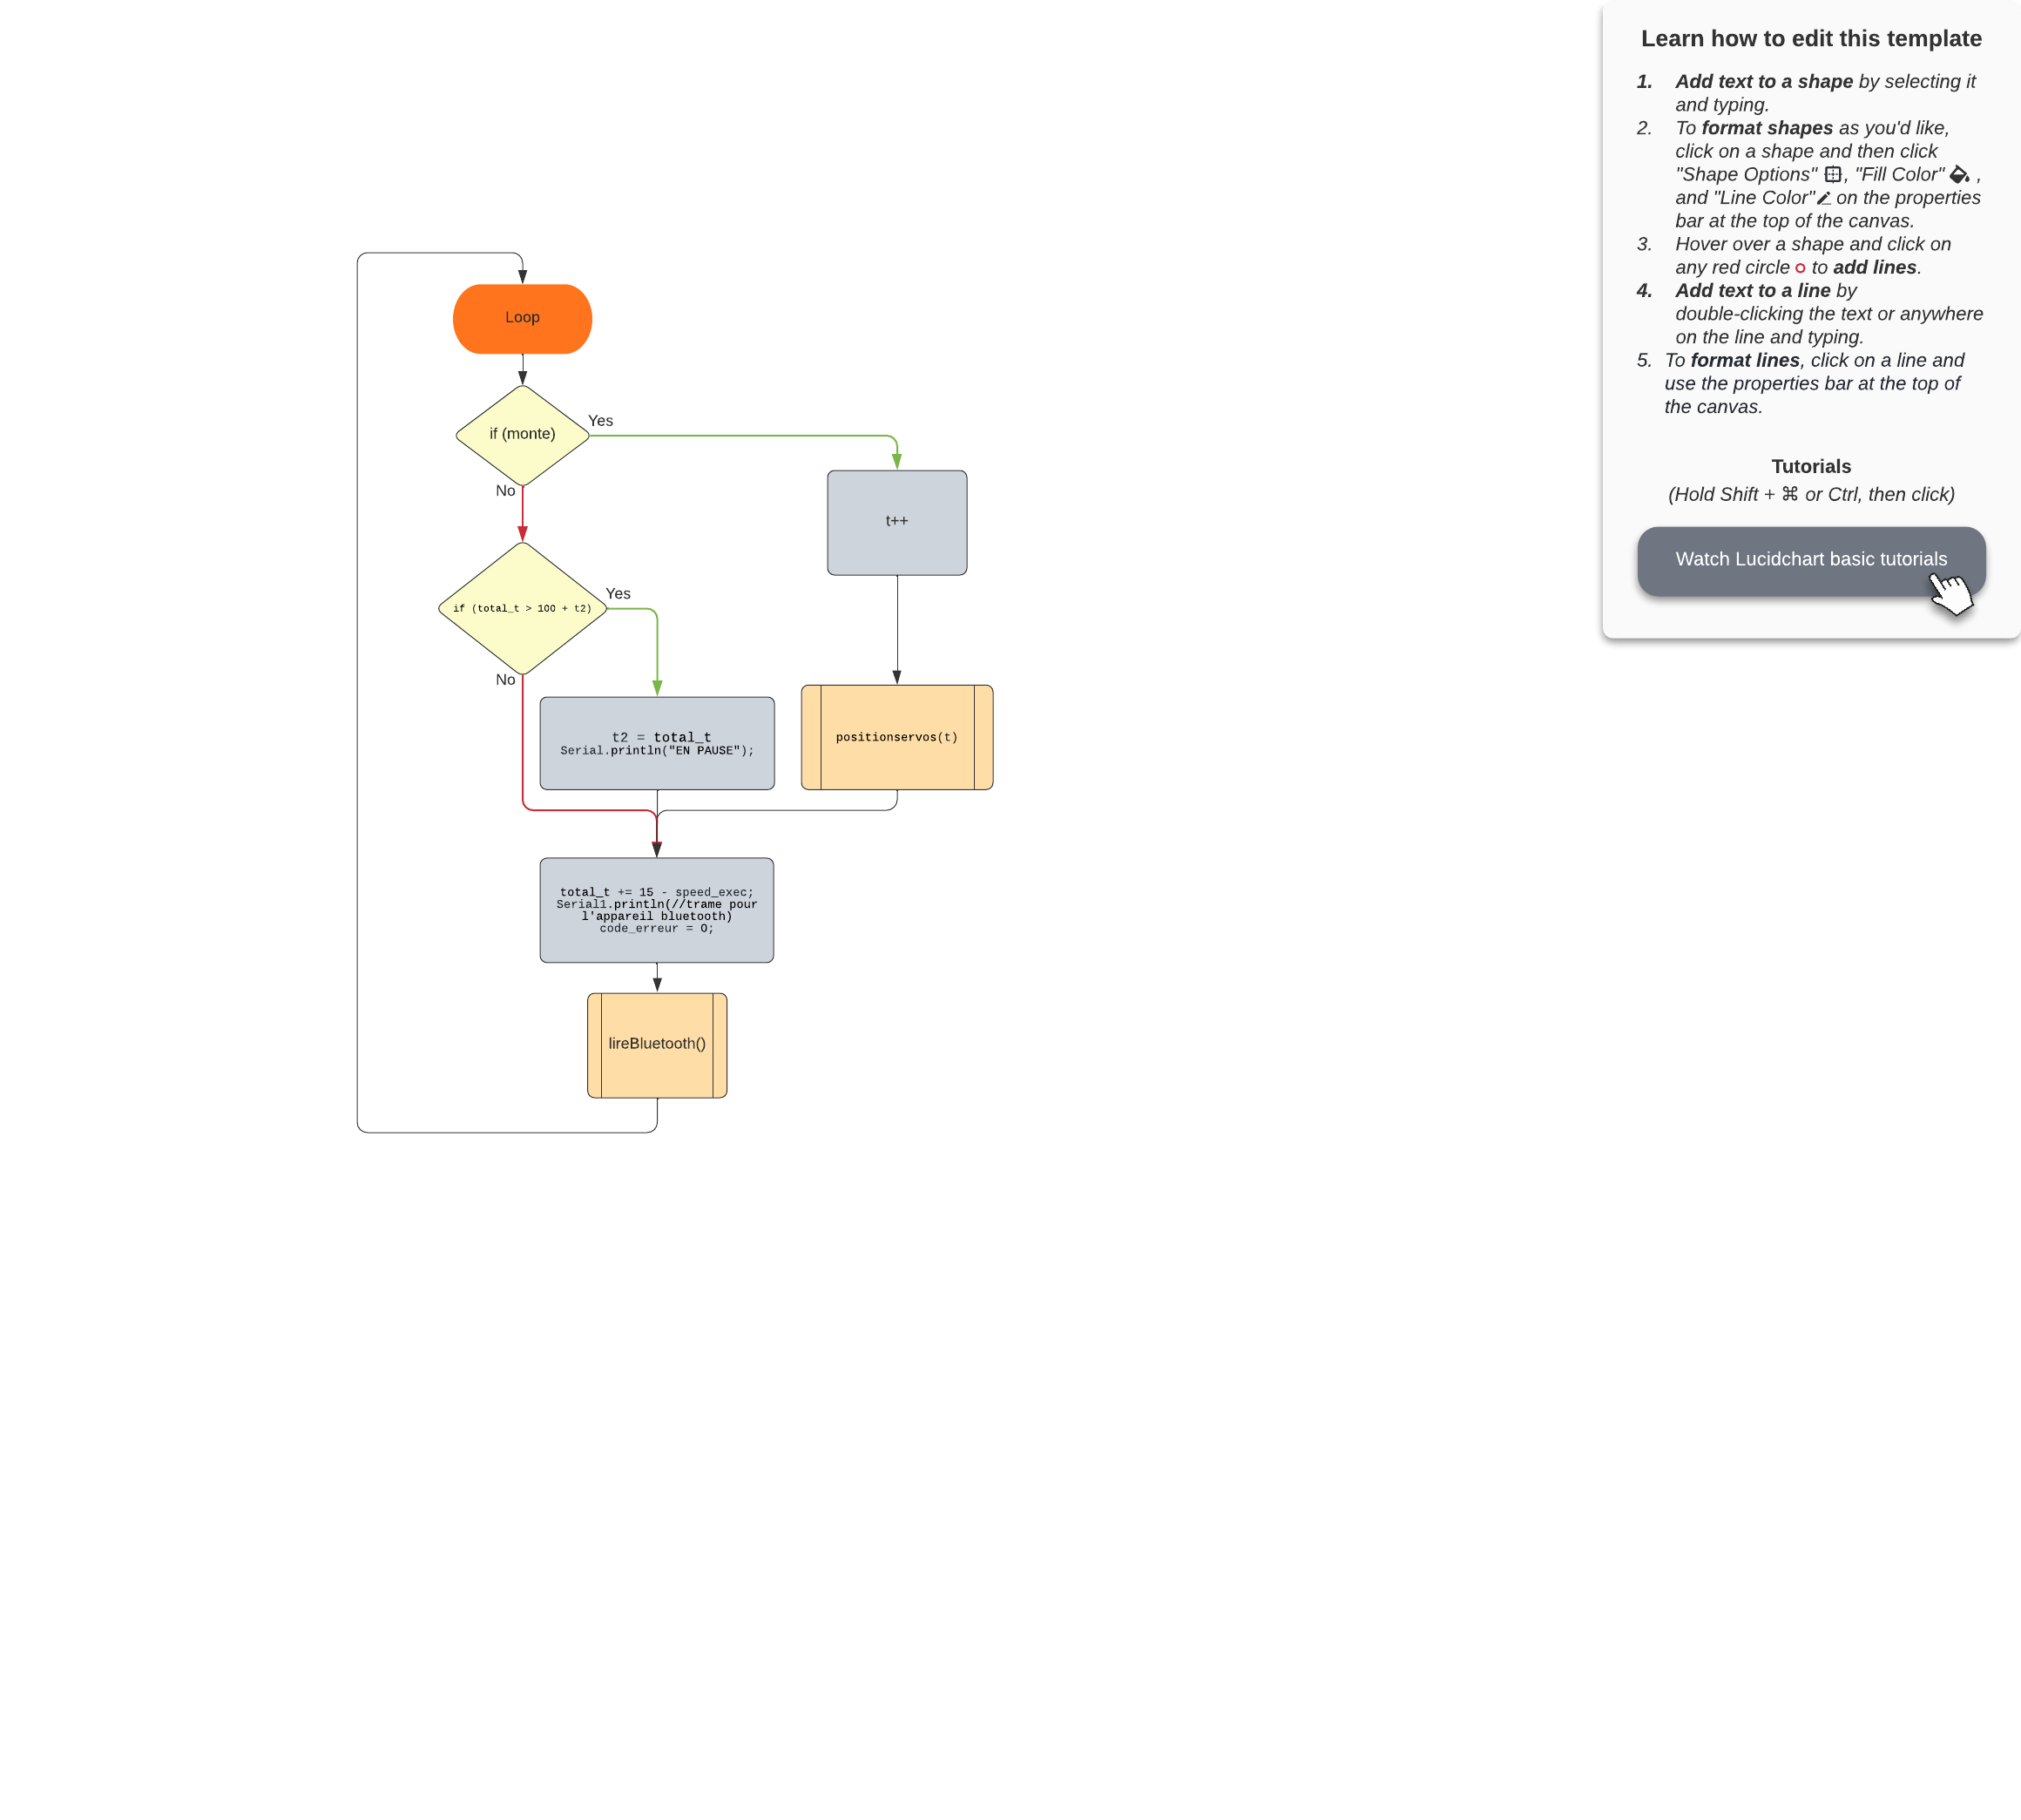 Learn how to edit this template
1. Add text to a shape by selecting it
and typing.
2. To format shapes as you'd like,
click on a shape and then click
"Shape Options" , "Fill Color" ,
and "Line Color" on the properties
bar at the top of the canvas.
3. Hover over a shape and click on
any red circle to add lines.
4. Add text to a line by
double-clicking the text or anywhere
on the line and typing.
5. To format lines, click on a line and
use the properties bar at the top of
the canvas.
Tutorials
(Hold Shift + ⌘ or Ctrl, then click)
Watch Lucidchart basic tutorials
Loop
if (monte)
Yes
No
t++
if (total_t > 100 + t2)
Yes
No
t2 = total_t
Serial.println("EN PAUSE");
positionservos(t)
total_t += 15 - speed_exec;
Serial1.println(//trame pour
l'appareil bluetooth)
code_erreur = 0;
lireBluetooth()